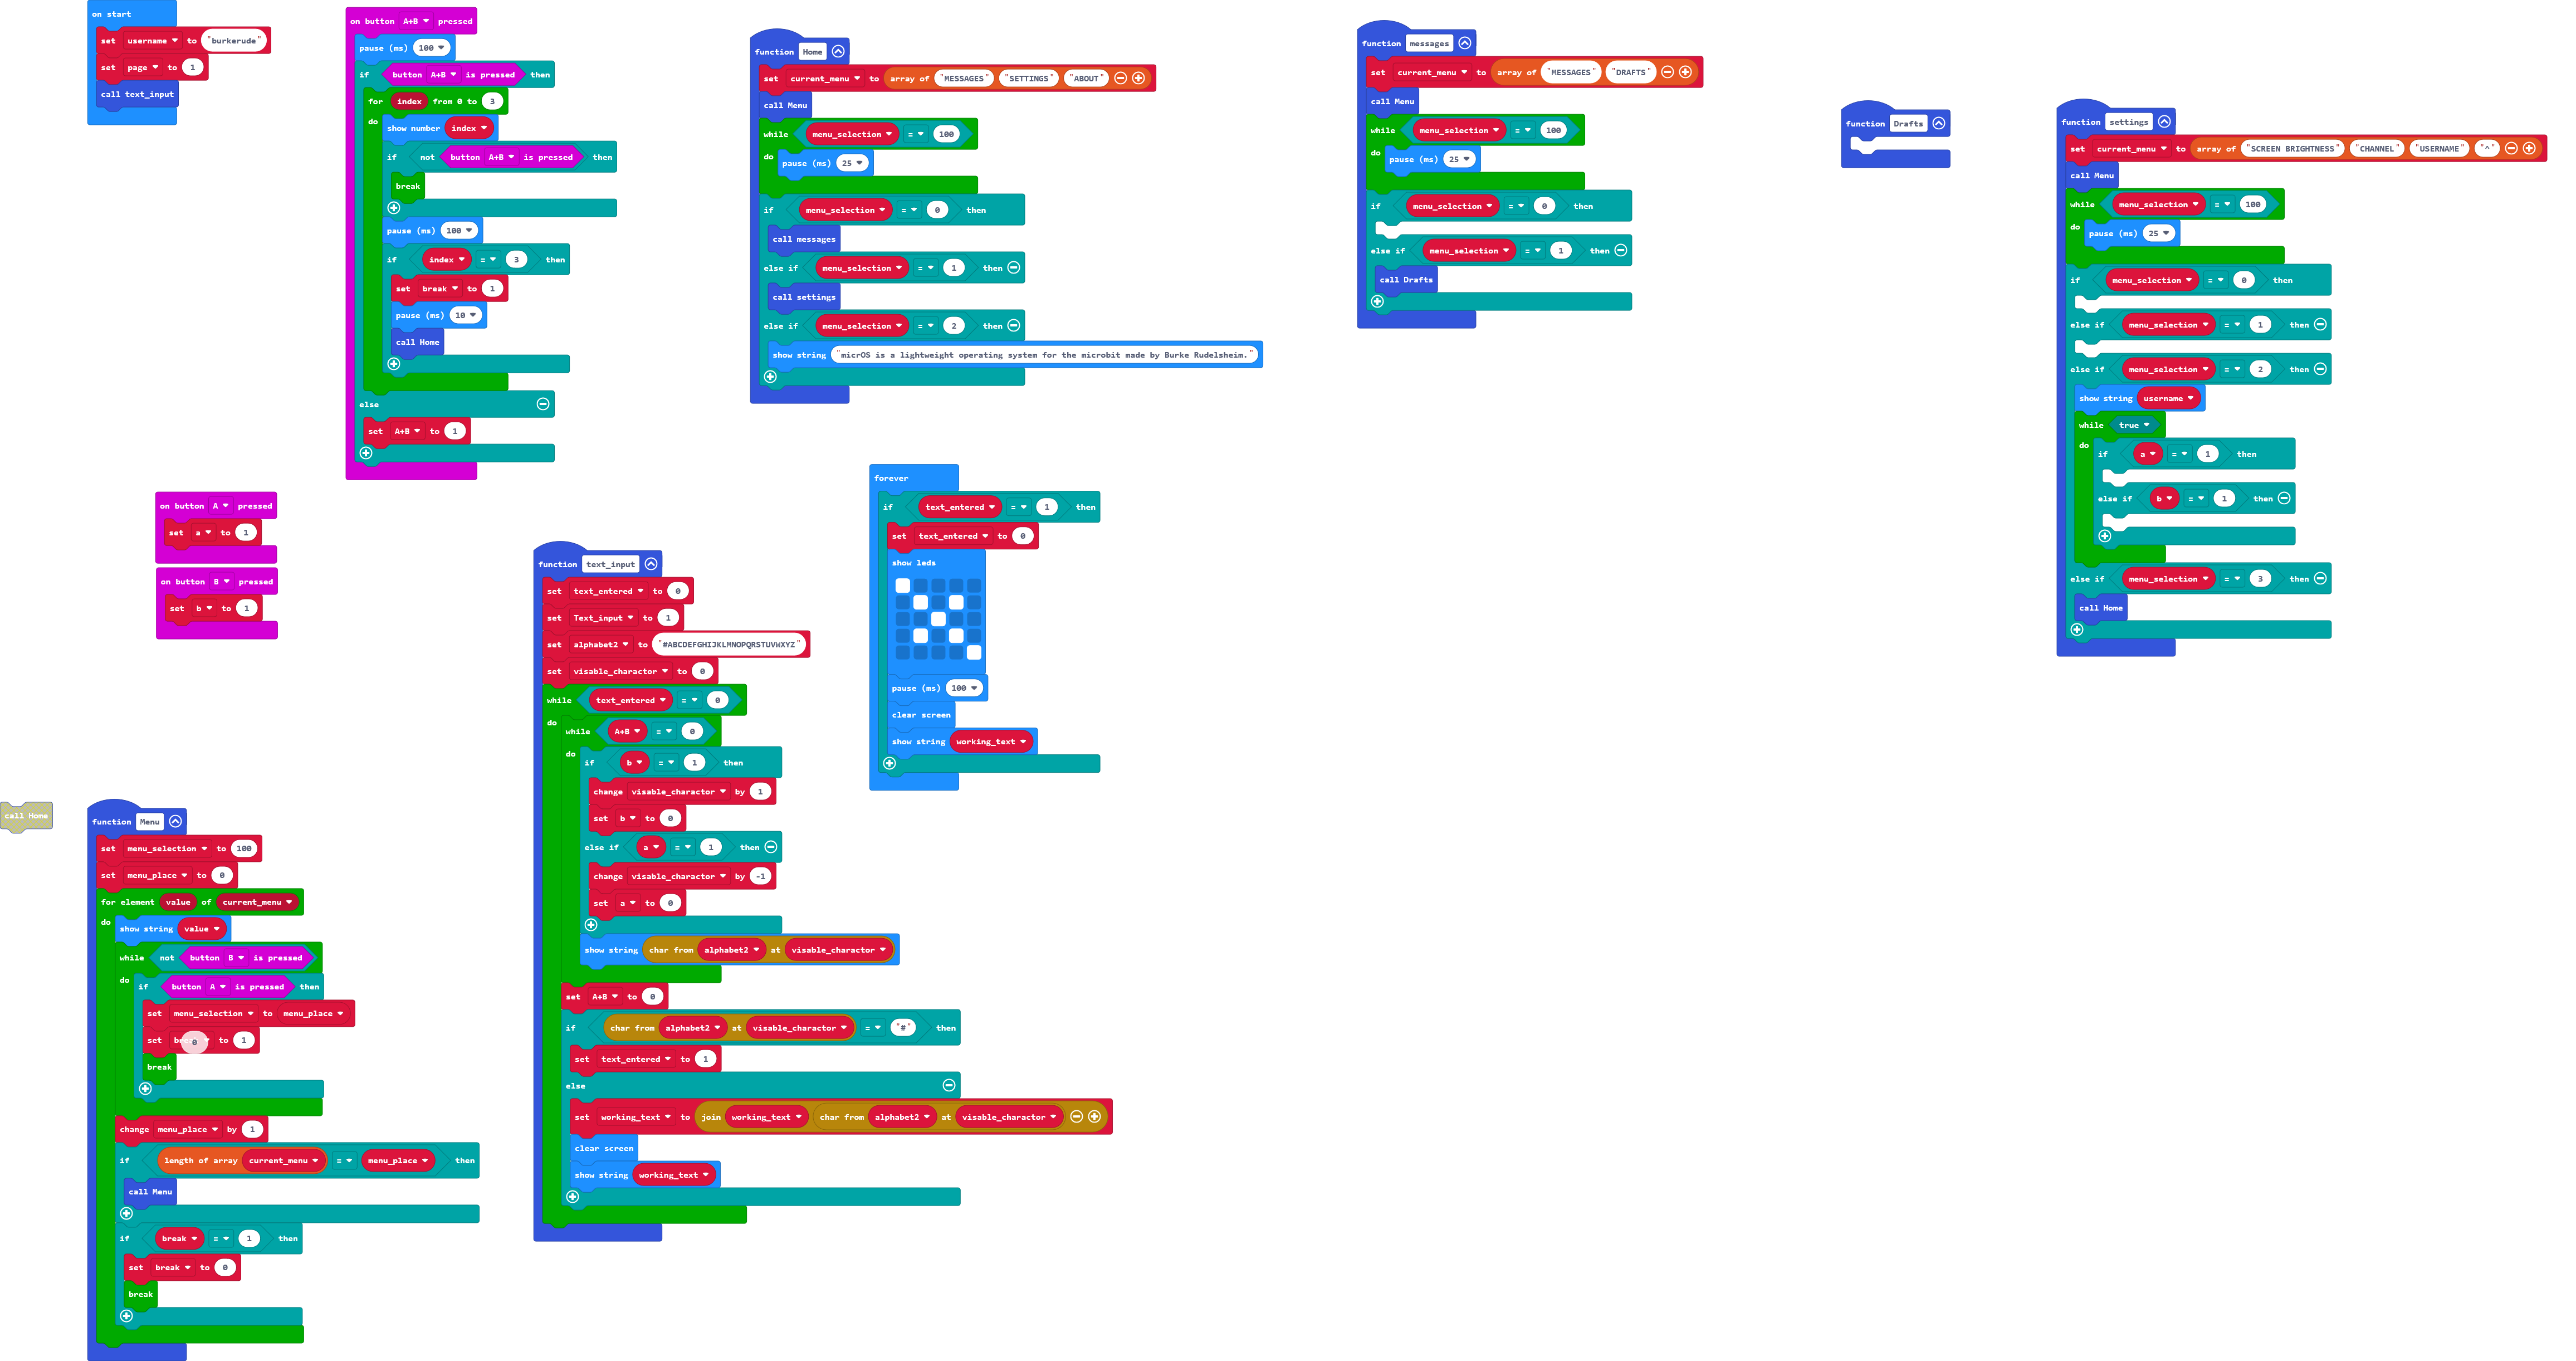 on start
set username to "burkerude"
set page to 1
call text_input
on button A+B pressed
pause (ms) 100
if button A+B is pressed then
for index from 0 to 3
do show number index
if not button A+B is pressed then
break
pause (ms) 100
if index = 3 then
set break to 1
pause (ms) 10
call Home
else
set A+B to 1
function Home
set current_menu to array of "MESSAGES" "SETTINGS" "ABOUT"
call Menu
while menu_selection = 100
do pause (ms) 25
if menu_selection = 0 then
call messages
else if menu_selection = 1 then
call settings
else if menu_selection = 2 then
show string "micrOS is a lightweight operating system for the microbit made by Burke Rudelsheim."
function messages
set current_menu to array of "MESSAGES" "DRAFTS"
call Menu
while menu_selection = 100
do pause (ms) 25
if menu_selection = 0 then
else if menu_selection = 1 then
call Drafts
function Drafts
function settings
set current_menu to array of "SCREEN BRIGHTNESS" "CHANNEL" "USERNAME" "^"
call Menu
while menu_selection = 100
do pause (ms) 25
if menu_selection = 0 then
else if menu_selection = 1 then
else if menu_selection = 2 then
show string username
while true
do if a = 1 then
else if b = 1 then
else if menu_selection = 3 then
call Home
on button A pressed
set a to 1
on button B pressed
set b to 1
forever
if text_entered = 1 then
set text_entered to 0
show leds
pause (ms) 100
clear screen
show string working_text
function text_input
set text_entered to 0
set Text_input to 1
set alphabet2 to "#ABCDEFGHIJKLMNOPQRSTUVWXYZ"
set visable_charactor to 0
while text_entered = 0
do while A+B = 0
do if b = 1 then
change visable_charactor by 1
set b to 0
else if a = 1 then
change visable_charactor by -1
set a to 0
show string char from alphabet2 at visable_charactor
set A+B to 0
if char from alphabet2 at visable_charactor = "#" then
set text_entered to 1
else
set working_text to join working_text char from alphabet2 at visable_charactor
clear screen
show string working_text
call Home
function Menu
set menu_selection to 100
set menu_place to 0
for element value of current_menu
do show string value
while not button B is pressed
do if button A is pressed then
set menu_selection to menu_place
set 0 to 1
break
change menu_place by 1
if length of array current_menu = menu_place then
call Menu
if break = 1 then
set break to 0
break